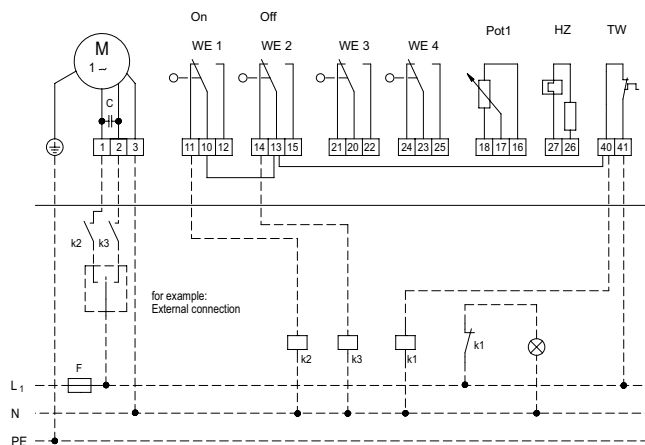 On Off
WE 1 WE 2 WE 3 WE 4 Pot1 HZ TW
M
1 ~
C
1 2 3 11 10 12 14 13 15 21 20 22 24 23 25 18 17 16 27 26 40 41
k2 k3
for example:
External connection
k2 k3 k1 k1
F
L1
N
PE